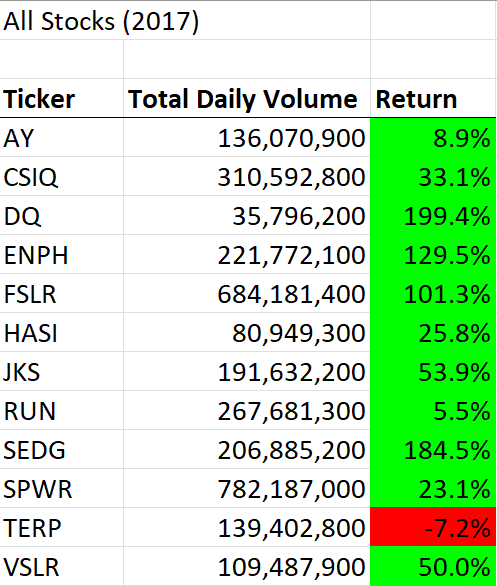 All Stocks (2017)
Ticker Total Daily Volume Return
AY 136,070,900 8.9%
CSIQ 310,592,800 33.1%
DQ 35,796,200 199.4%
ENPH 221,772,100 129.5%
FSLR 684,181,400 101.3%
HASI 80,949,300 25.8%
JKS 191,632,200 53.9%
RUN 267,681,300 5.5%
SEDG 206,885,200 184.5%
SPWR 782,187,000 23.1%
TERP 139,402,800 -7.2%
VSLR 109,487,900 50.0%